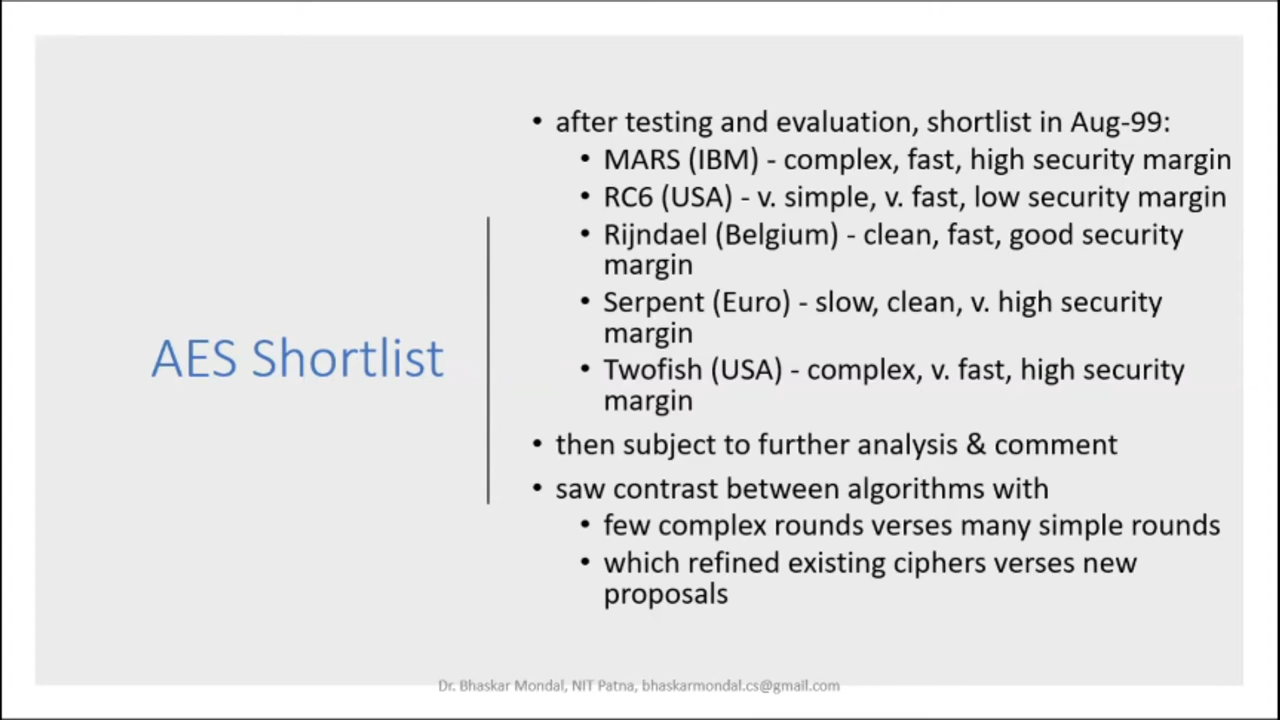 AES Shortlist
• after testing and evaluation, shortlist in Aug-99:
• MARS (IBM) - complex, fast, high security margin
• RC6 (USA) - v. simple, v. fast, low security margin
• Rijndael (Belgium) - clean, fast, good security
margin
• Serpent (Euro) - slow, clean, v. high security
margin
• Twofish (USA) - complex, v. fast, high security
margin
• then subject to further analysis & comment
• saw contrast between algorithms with
• few complex rounds verses many simple rounds
• which refined existing ciphers verses new
proposals
Dr. Bhaskar Mondal, NIT Patna, bhaskarmondal.cs@gmail.com